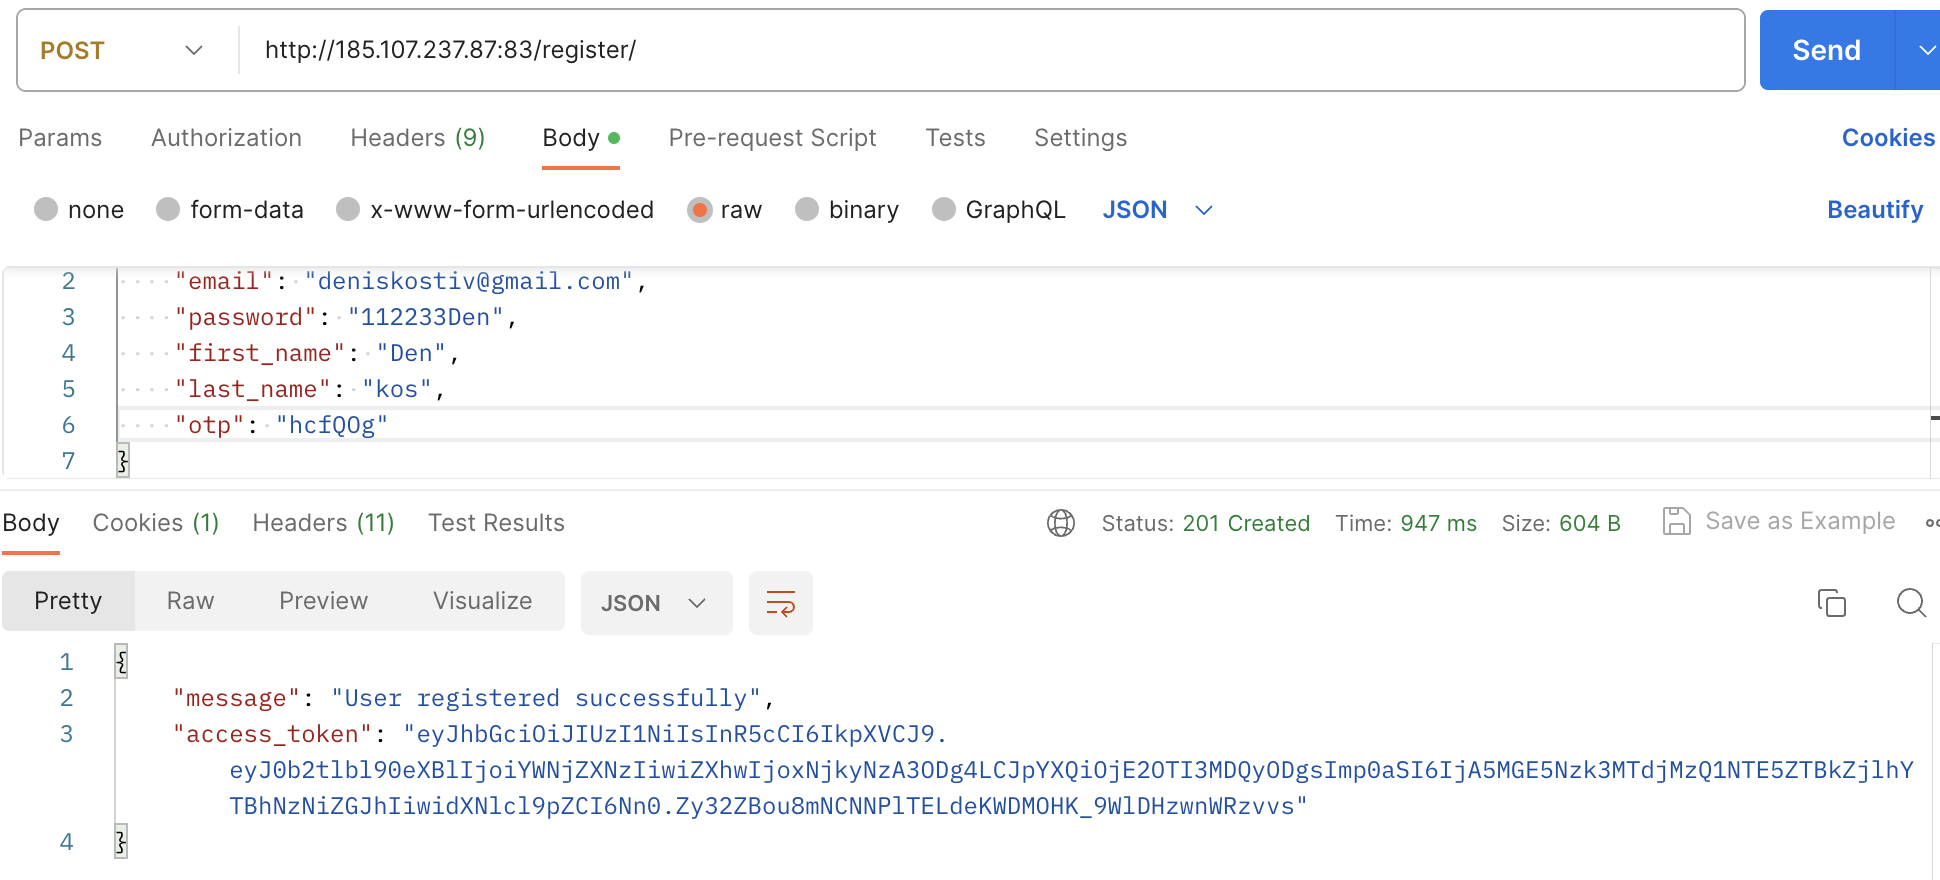 POST http://185.107.237.87:83/register/ Send
Params Authorization Headers (9) Body Pre-request Script Tests Settings Cookies
none form-data x-www-form-urlencoded raw binary GraphQL JSON Beautify
2 "email": "deniskostiv@gmail.com",
3 "password": "112233Den",
4 "first_name": "Den",
5 "last_name": "kos",
6 "otp": "hcfQOg"
7 }
Body Cookies (1) Headers (11) Test Results Status: 201 Created Time: 947 ms Size: 604 B Save as Example
Pretty Raw Preview Visualize JSON
1 {
2 "message": "User registered successfully",
3 "access_token": "eyJhbGciOiJIUzI1NiIsInR5cCI6IkpXVCJ9.
eyJ0b2tlbl90eXBlIjoiYWNjZXNzIiwiZXhwIjoxNjkyNzA3ODg4LCJpYXQiOjE2OTI3MDQyODgsImp0aSI6IjA5MGE5Nzk3MTdjMzQ1NTE5ZTBkZjlhY
TBhNzNiZGJhIiwidXNlcl9pZCI6Nn0.Zy32ZBou8mNCNNPlTELdeKWDMOHK_9WlDHzwnWRzvvs"
4 }